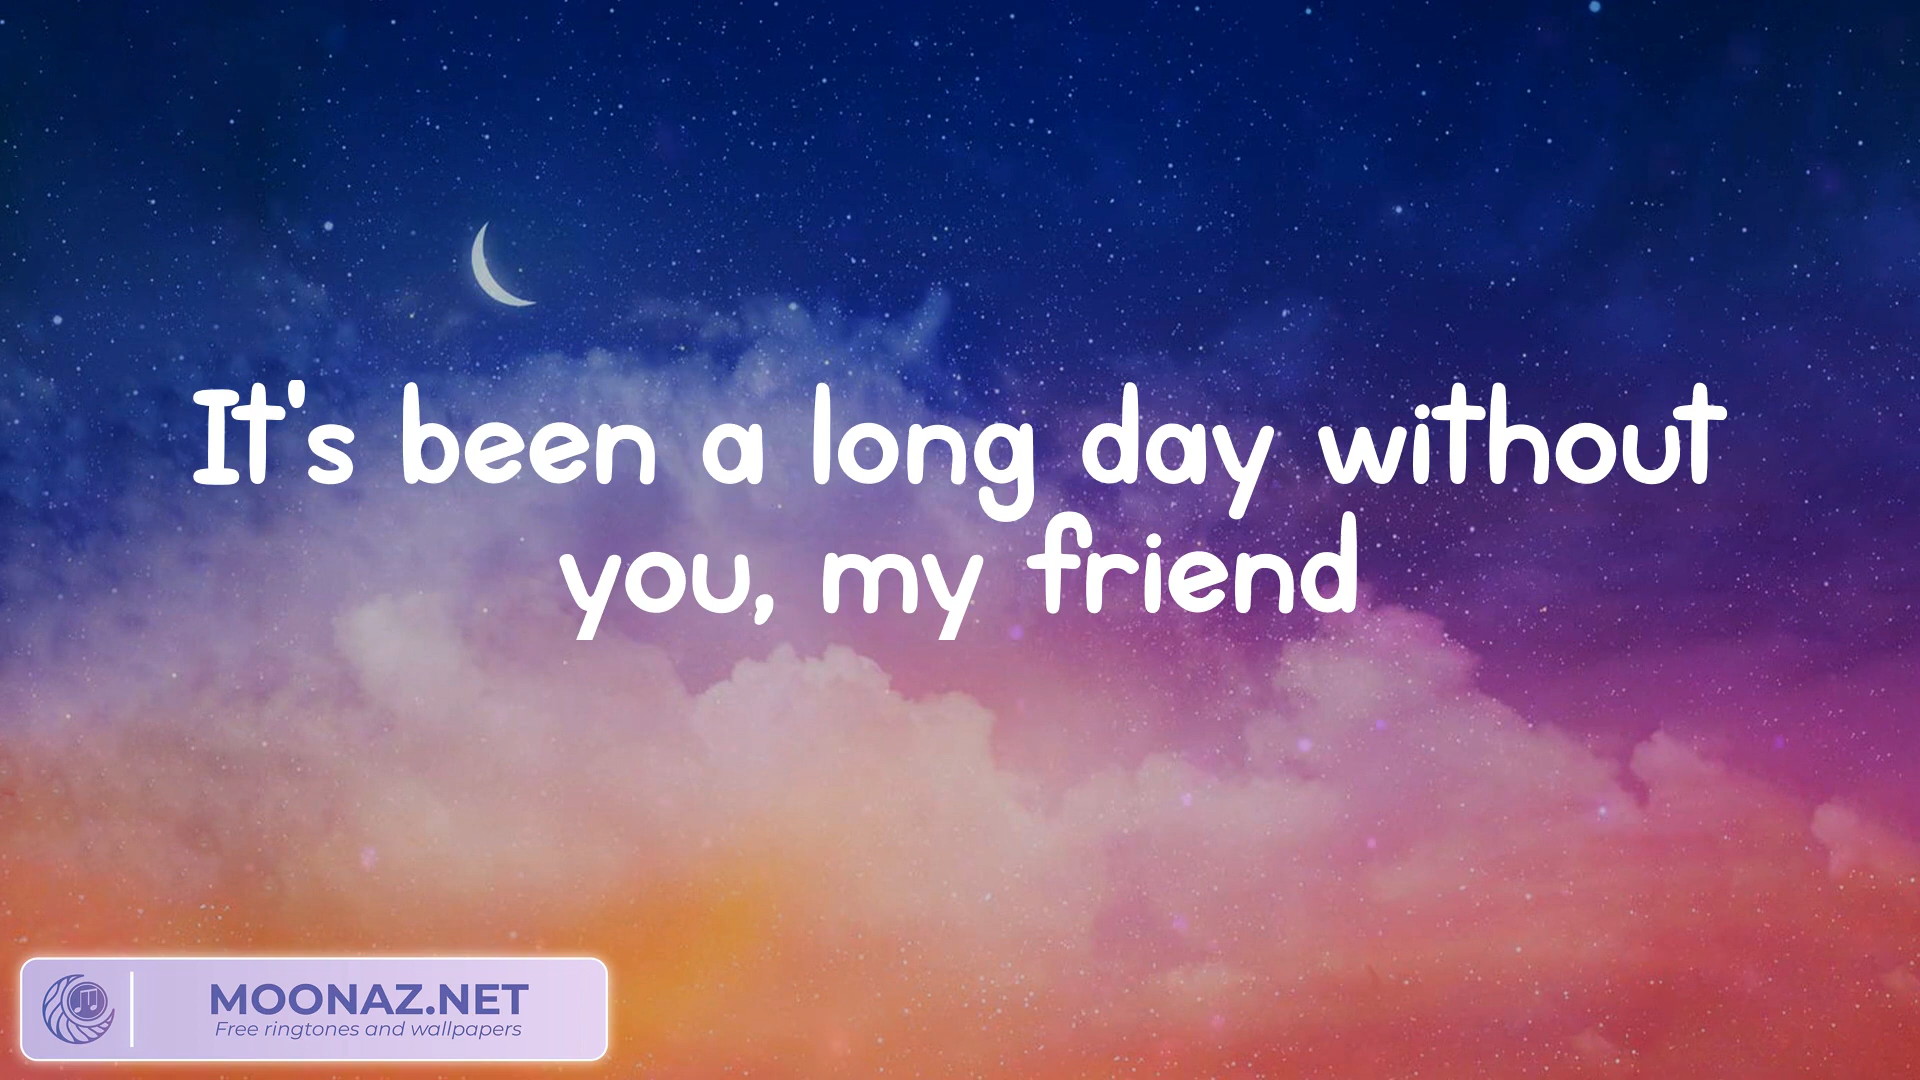 It's been a long day without
you, my friend
MOONAZ.NET
Free ringtones and wallpapers